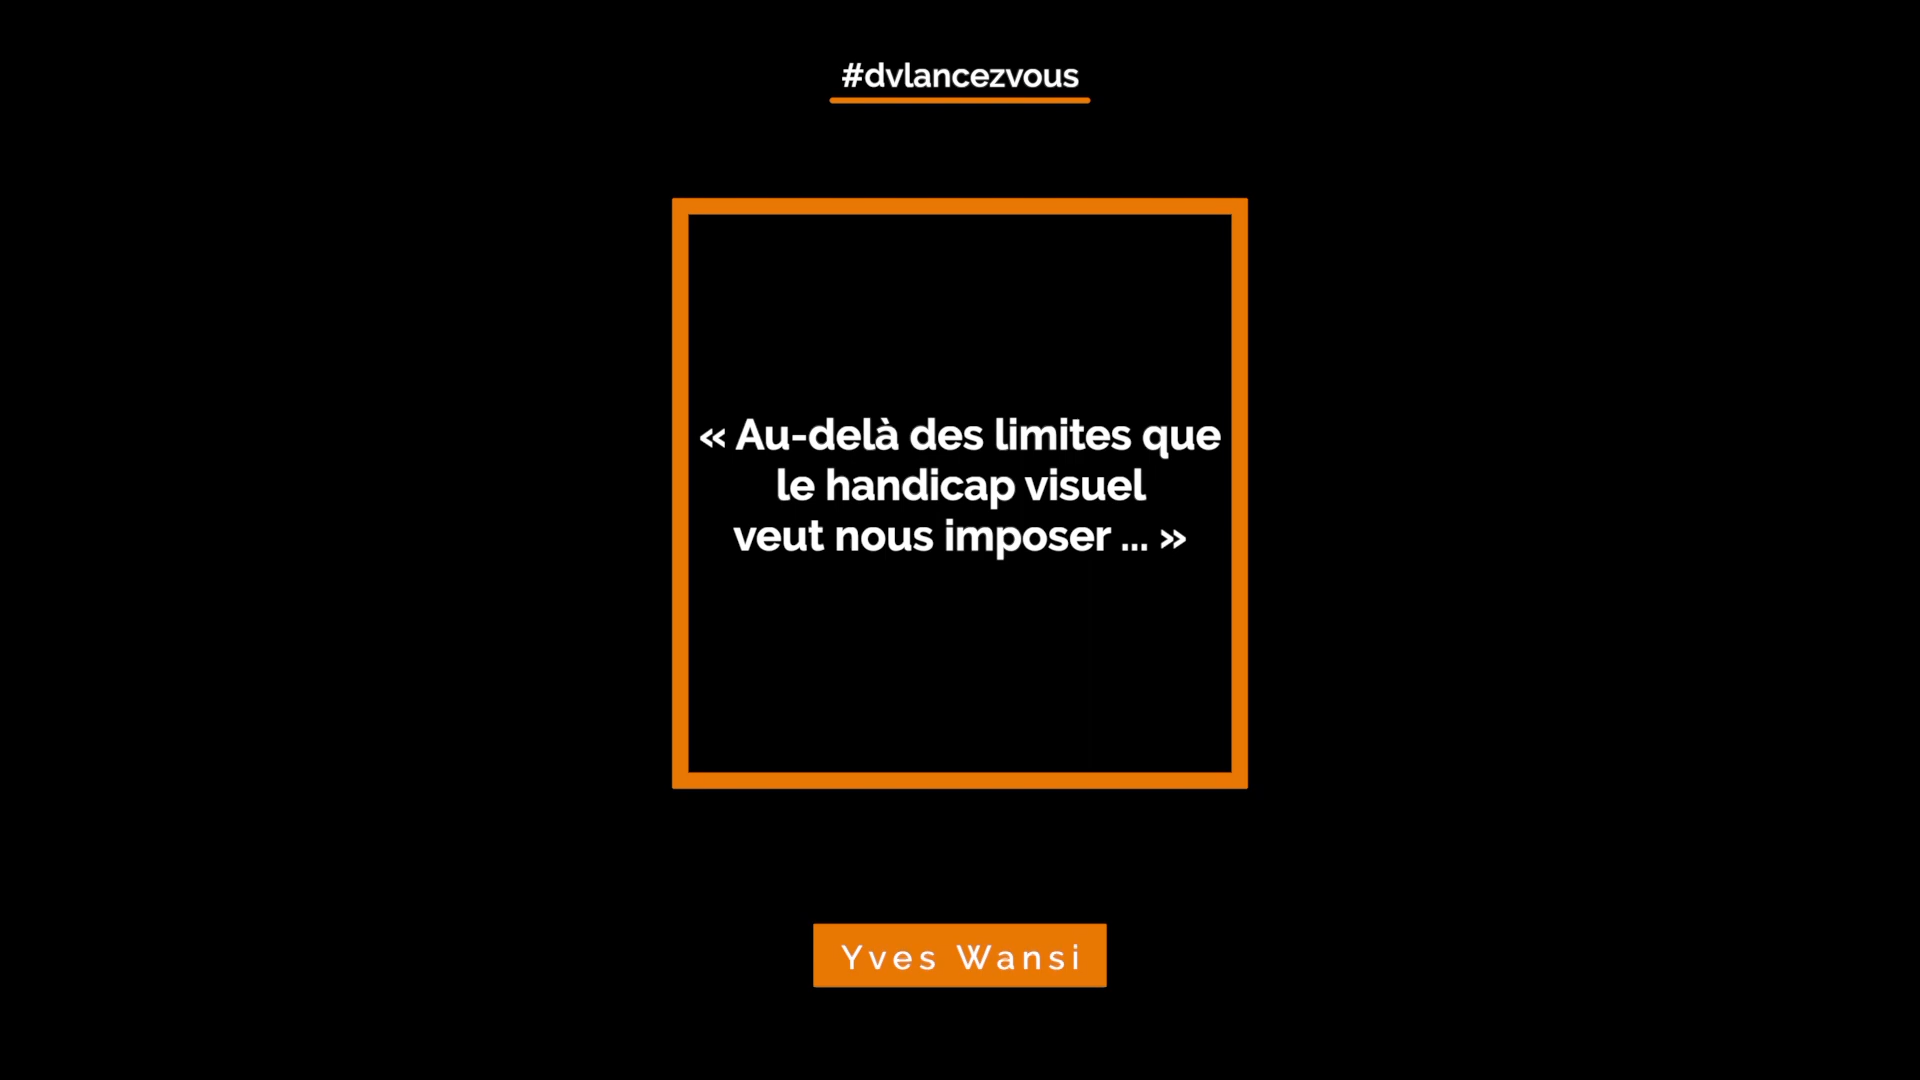 #dvlancezvous
« Au-delà des limites que
le handicap visuel
veut nous imposer ... »
Yves Wansi